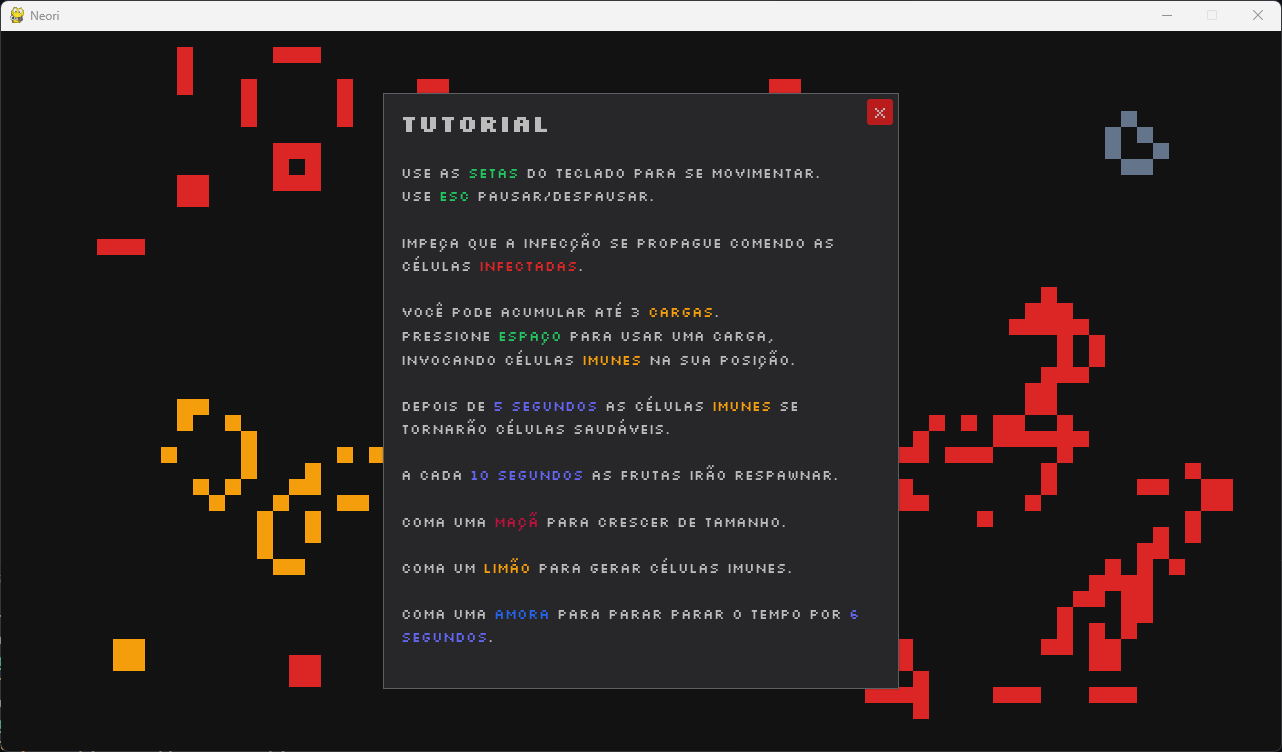 Neori
TUTORIAL
USE AS SETAS DO TECLADO PARA SE MOVIMENTAR.
USE ESC PAUSAR/DESPAUSAR.
IMPEÇA QUE A INFECÇÃO SE PROPAGUE COMENDO AS
CÉLULAS INFECTADAS.
VOCÊ PODE ACUMULAR ATÉ 3 CARGAS.
PRESSIONE ESPAÇO PARA USAR UMA CARGA,
INVOCANDO CÉLULAS IMUNES NA SUA POSIÇÃO.
DEPOIS DE 5 SEGUNDOS AS CÉLULAS IMUNES SE
TORNARÃO CÉLULAS SAUDÁVEIS.
A CADA 10 SEGUNDOS AS FRUTAS IRÃO RESPAWNAR.
COMA UMA MAÇÃ PARA CRESCER DE TAMANHO.
COMA UM LIMÃO PARA GERAR CÉLULAS IMUNES.
COMA UMA AMORA PARA PARAR PARAR O TEMPO POR 6
SEGUNDOS.